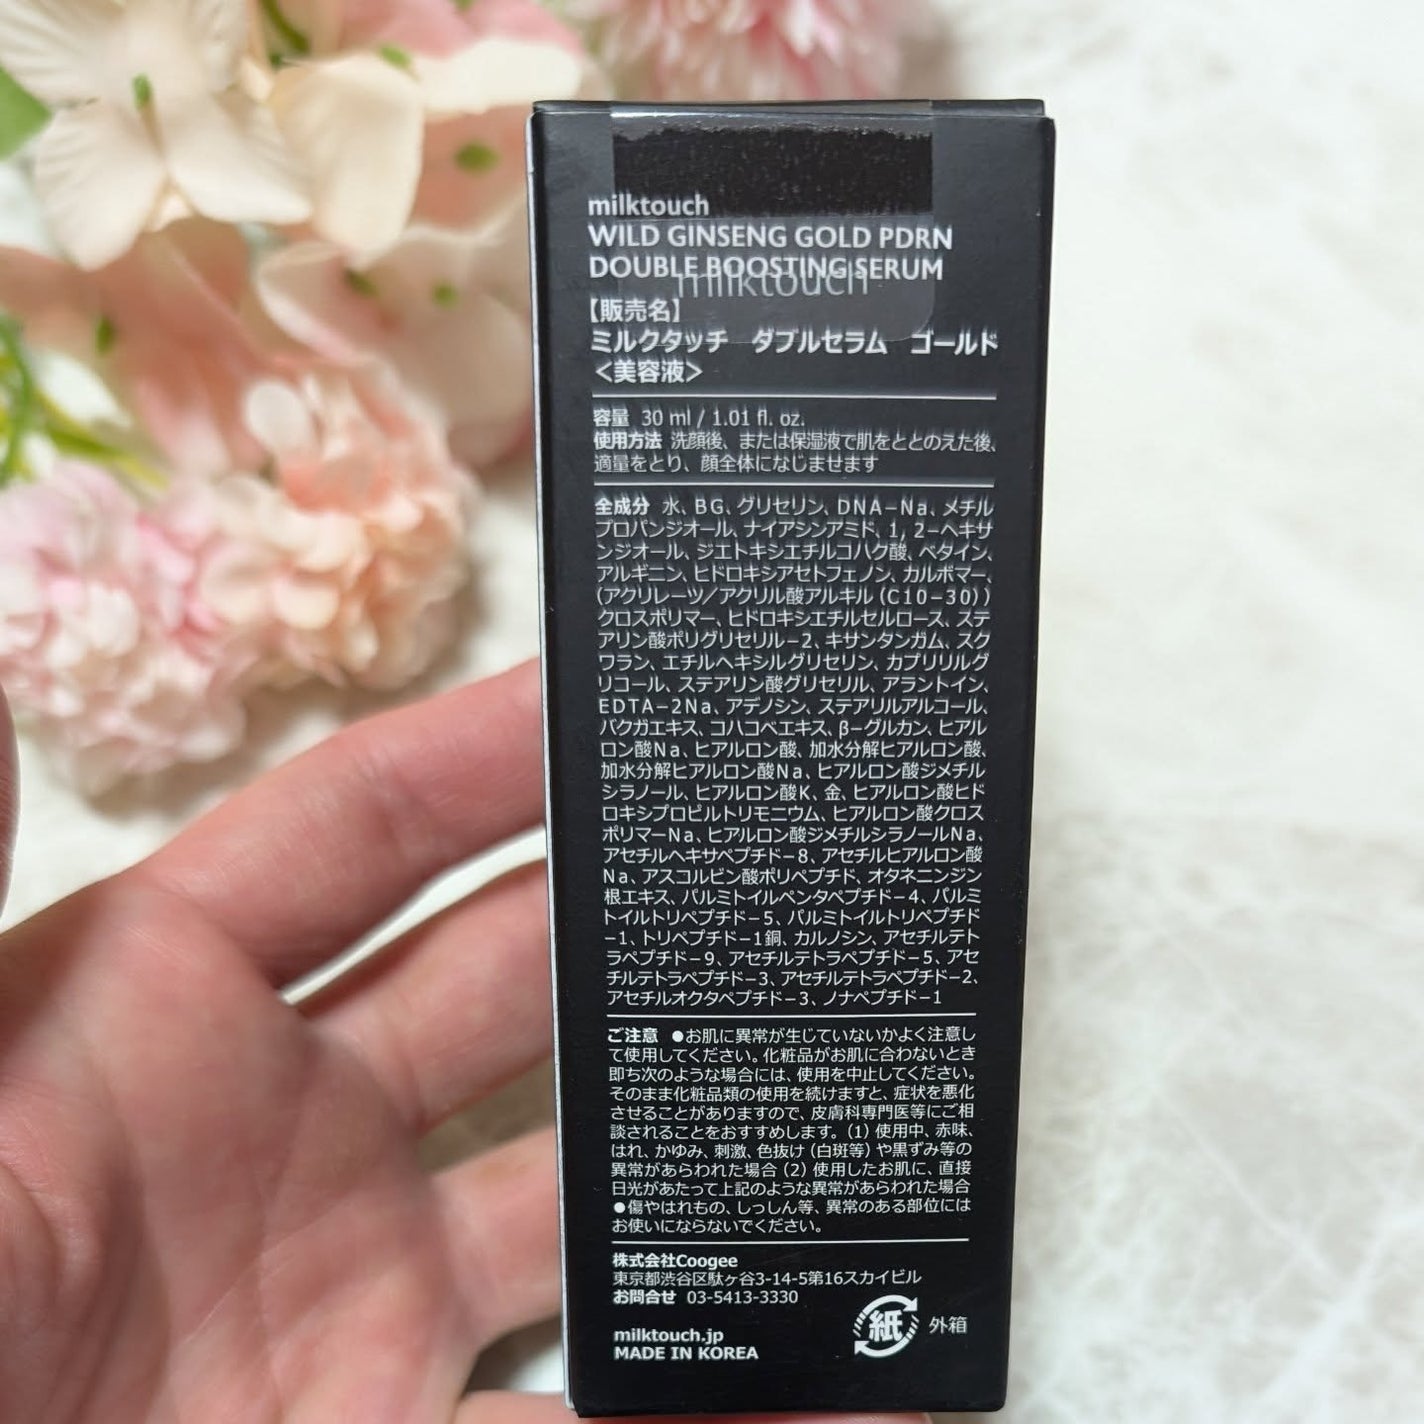 milktouch
WILD GINSENG GOLD PDRN
DOUBLE BOOSTING SERUM
milktouch
【販売名】
ミルクタッチ ダブルセラム ゴールド
＜美容液＞
容量 30 ml / 1.01 fl. oz.
使用方法 洗顔後、または保湿液で肌をととのえた後、
適量をとり、顔全体になじませます
全成分 水、BG、グリセリン、DNA−Na、メチル
プロパンジオール、ナイアシンアミド、1，2−ヘキサ
ンジオール、ジエトキシエチルコハク酸、ベタイン、
アルギニン、ヒドロキシアセトフェノン、カルボマー、
（アクリレーツ／アクリル酸アルキル（C10−30））
クロスポリマー、ヒドロキシエチルセルロース、ステ
アリン酸ポリグリセリル−2、キサンタンガム、スク
ワラン、エチルヘキシルグリセリン、カプリリルグ
リコール、ステアリン酸グリセリル、アラントイン、
EDTA−2Na、アデノシン、ステアリルアルコール、
バクガエキス、コハコベエキス、β−グルカン、ヒアル
ロン酸Na、ヒアルロン酸、加水分解ヒアルロン酸、
加水分解ヒアルロン酸Na、ヒアルロン酸ジメチル
シラノール、ヒアルロン酸K、金、ヒアルロン酸ヒド
ロキシプロピルトリモニウム、ヒアルロン酸クロス
ポリマーNa、ヒアルロン酸ジメチルシラノールNa、
アセチルヘキサペプチド−8、アセチルヒアルロン酸
Na、アスコルビン酸ポリペプチド、オタネニンジン
根エキス、パルミトイルペンタペプチド−4、パルミ
トイルトリペプチド−5、パルミトイルトリペプチド
−1、トリペプチド−1銅、カルノシン、アセチルテト
ラペプチド−9、アセチルテトラペプチド−5、アセ
チルテトラペプチド−3、アセチルテトラペプチド−2、
アセチルオクタペプチド−3、ノナペプチド−1
ご注意 ●お肌に異常が生じていないかよく注意し
て使用してください。化粧品がお肌に合わないとき
即ち次のような場合には、使用を中止してください。
そのまま化粧品類の使用を続けますと、症状を悪化
させることがありますので、皮膚科専門医等にご相
談されることをおすすめします。（1）使用中、赤味、
はれ、かゆみ、刺激、色抜け（白斑等）や黒ずみ等の
異常があらわれた場合（2）使用したお肌に、直接
日光があたって上記のような異常があらわれた場合
●傷やはれもの、しっしん等、異常のある部位には
お使いにならないでください。
株式会社Coogee
東京都渋谷区千駄ヶ谷3-14-5第16スカイビル
お問合せ 03-5413-3330
紙 外箱
milktouch.jp
MADE IN KOREA